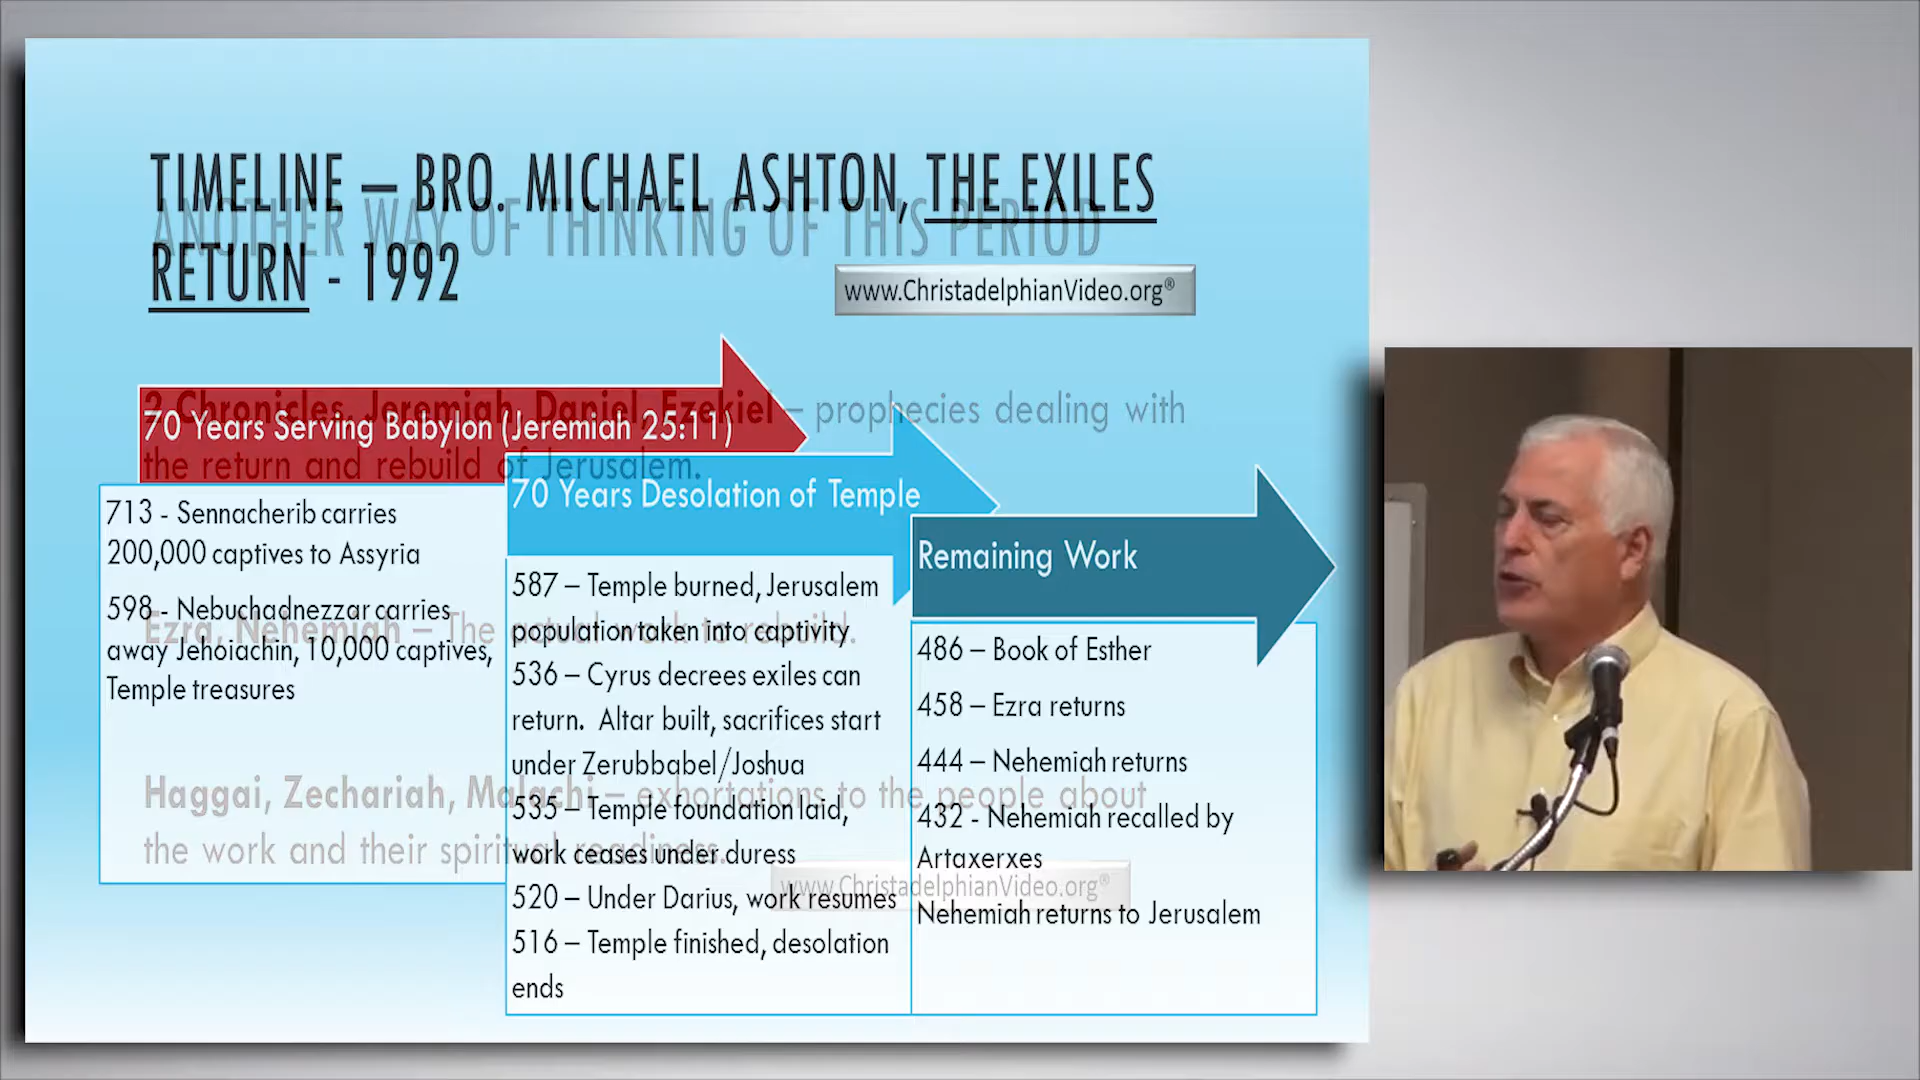 TIMELINE – BRO. MICHAEL ASHTON, THE EXILES
RETURN - 1992
ANOTHER WAY OF THINKING OF THIS PERIOD
www.ChristadelphianVideo.org®
2 Chronicles, Jeremiah, Daniel, Ezekiel – prophecies dealing with
the return and rebuild of Jerusalem.
70 Years Serving Babylon (Jeremiah 25:11)
713 - Sennacherib carries
200,000 captives to Assyria
598 - Nebuchadnezzar carries
away Jehoiachin, 10,000 captives,
Temple treasures
70 Years Desolation of Temple
587 – Temple burned, Jerusalem
population taken into captivity
536 – Cyrus decrees exiles can
return. Altar built, sacrifices start
under Zerubbabel/Joshua
535 – Temple foundation laid,
work ceases under duress
520 – Under Darius, work resumes
516 – Temple finished, desolation
ends
Remaining Work
486 – Book of Esther
458 – Ezra returns
444 – Nehemiah returns
432 - Nehemiah recalled by
Artaxerxes
Nehemiah returns to Jerusalem
Ezra, Nehemiah – The actual work to rebuild.
Haggai, Zechariah, Malachi – exhortations to the people about
the work and their spiritual readiness.
www.ChristadelphianVideo.org®